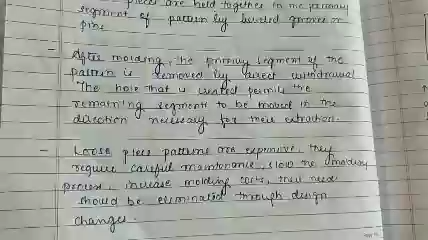 pieces are held together in the primary
segment of pattern by beveled grooves or
pins
- After molding, the primary segment of the
pattern is removed by direct withdrawal
The hole that is created permits the
remaining segments to be moved in the
direction necessary for their extraction.
- Loose piece patterns are expensive, they
require careful maintenance, slow the molding
process, increase molding costs, they need
should be eliminated through design
changes.